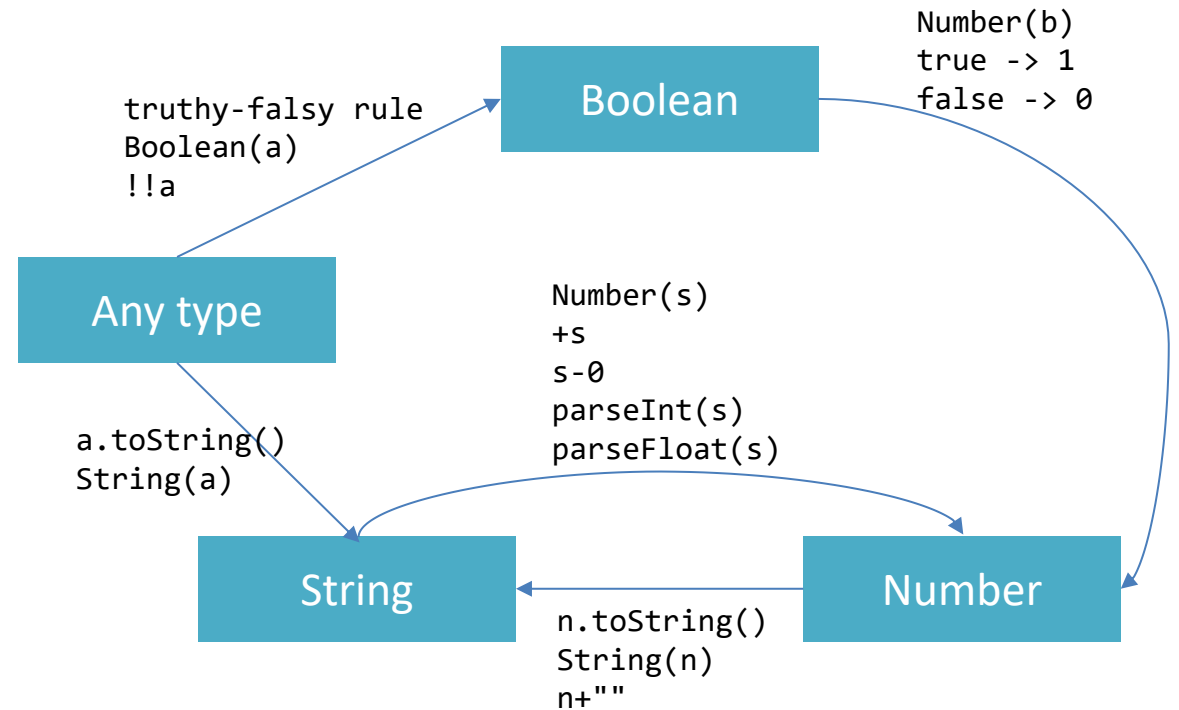 Number(b)
true -> 1
false -> 0
Boolean
truthy-falsy rule
Boolean(a)
!!a
Any type
Number(s)
+s
s-0
parseInt(s)
parseFloat(s)
a.toString()
String(a)
String
Number
n.toString()
String(n)
n+""